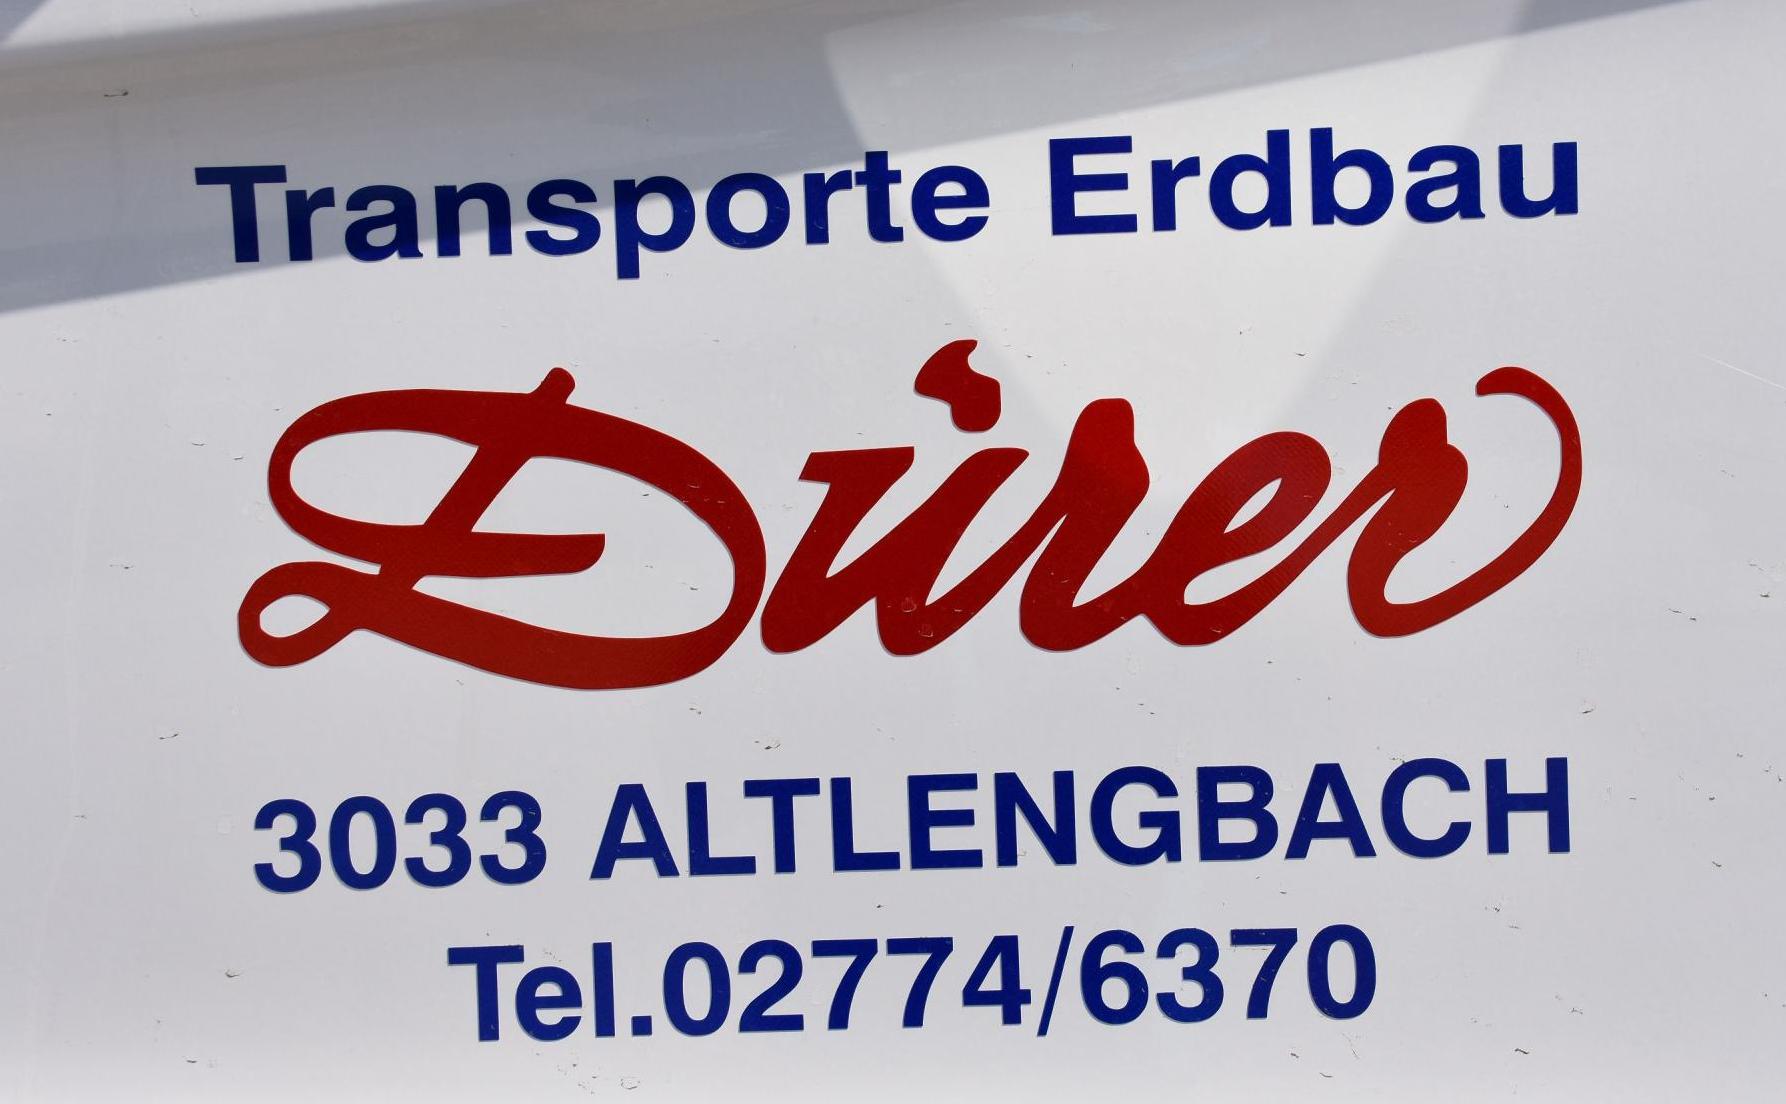 Transporte Erdbau
Dürer
3033 ALTLENGBACH
Tel.02774/6370